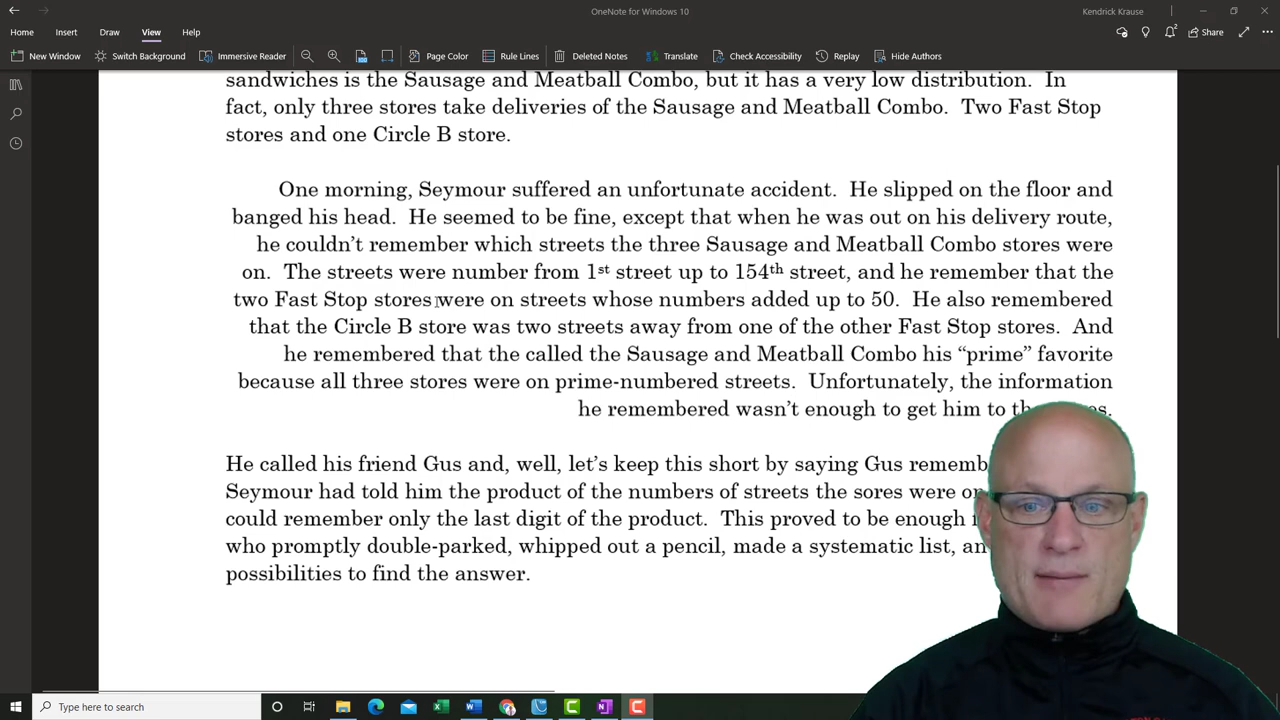 OneNote for Windows 10
Kendrick Krause
Home Insert Draw View Help
Share
New Window Switch Background Immersive Reader Page Color Rule Lines Deleted Notes Translate Check Accessibility Replay Hide Authors
sandwiches is the Sausage and Meatball Combo, but it has a very low distribution. In
fact, only three stores take deliveries of the Sausage and Meatball Combo. Two Fast Stop
stores and one Circle B store.
One morning, Seymour suffered an unfortunate accident. He slipped on the floor and
banged his head. He seemed to be fine, except that when he was out on his delivery route,
he couldn't remember which streets the three Sausage and Meatball Combo stores were
on. The streets were number from 1st street up to 154th street, and he remember that the
two Fast Stop stores were on streets whose numbers added up to 50. He also remembered
that the Circle B store was two streets away from one of the other Fast Stop stores. And
he remembered that the called the Sausage and Meatball Combo his “prime” favorite
because all three stores were on prime-numbered streets. Unfortunately, the information
he remembered wasn't enough to get him to
He called his friend Gus and, well, let's keep this short by saying Gus
Seymour had told him the product of the numbers of streets the sores were
could remember only the last digit of the product. This proved to be enough
who promptly double-parked, whipped out a pencil, made a systematic list,
possibilities to find the answer.
Type here to search